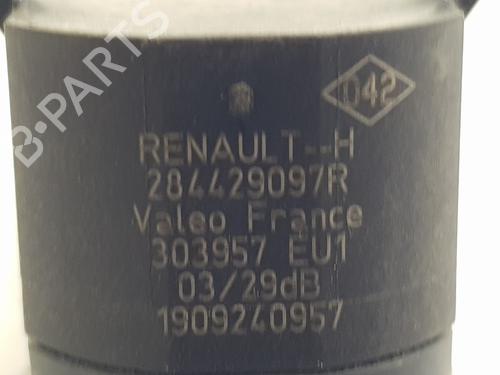 042
RENAULT--H
284429097R
Valeo France
303957 EU1
03/29dB
1909240957
B-PARTS